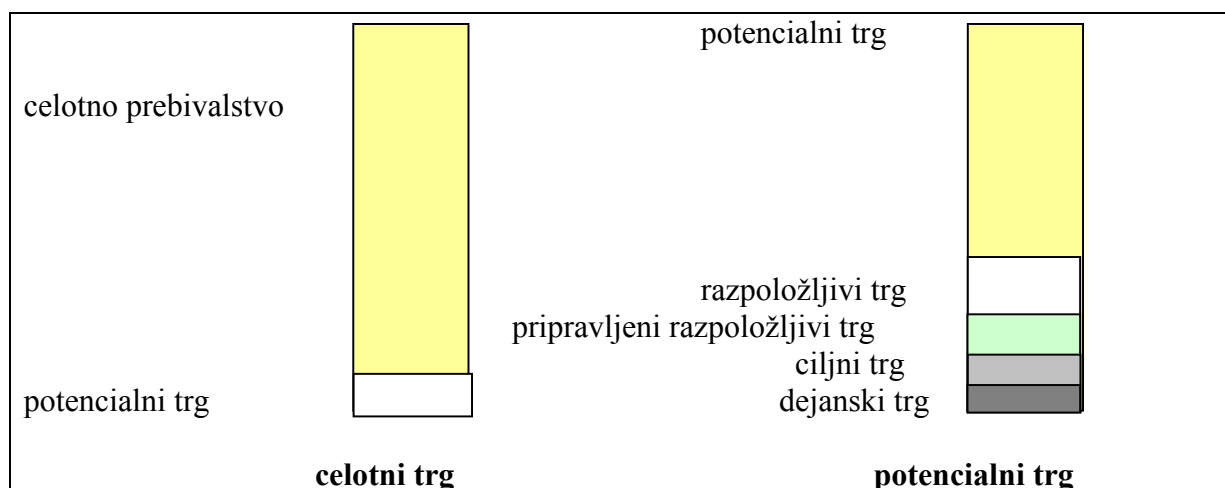 potencialni trg
celotno prebivalstvo
razpoložljivi trg
pripravljeni razpoložljivi trg
ciljni trg
potencialni trg dejanski trg
celotni trg potencialni trg